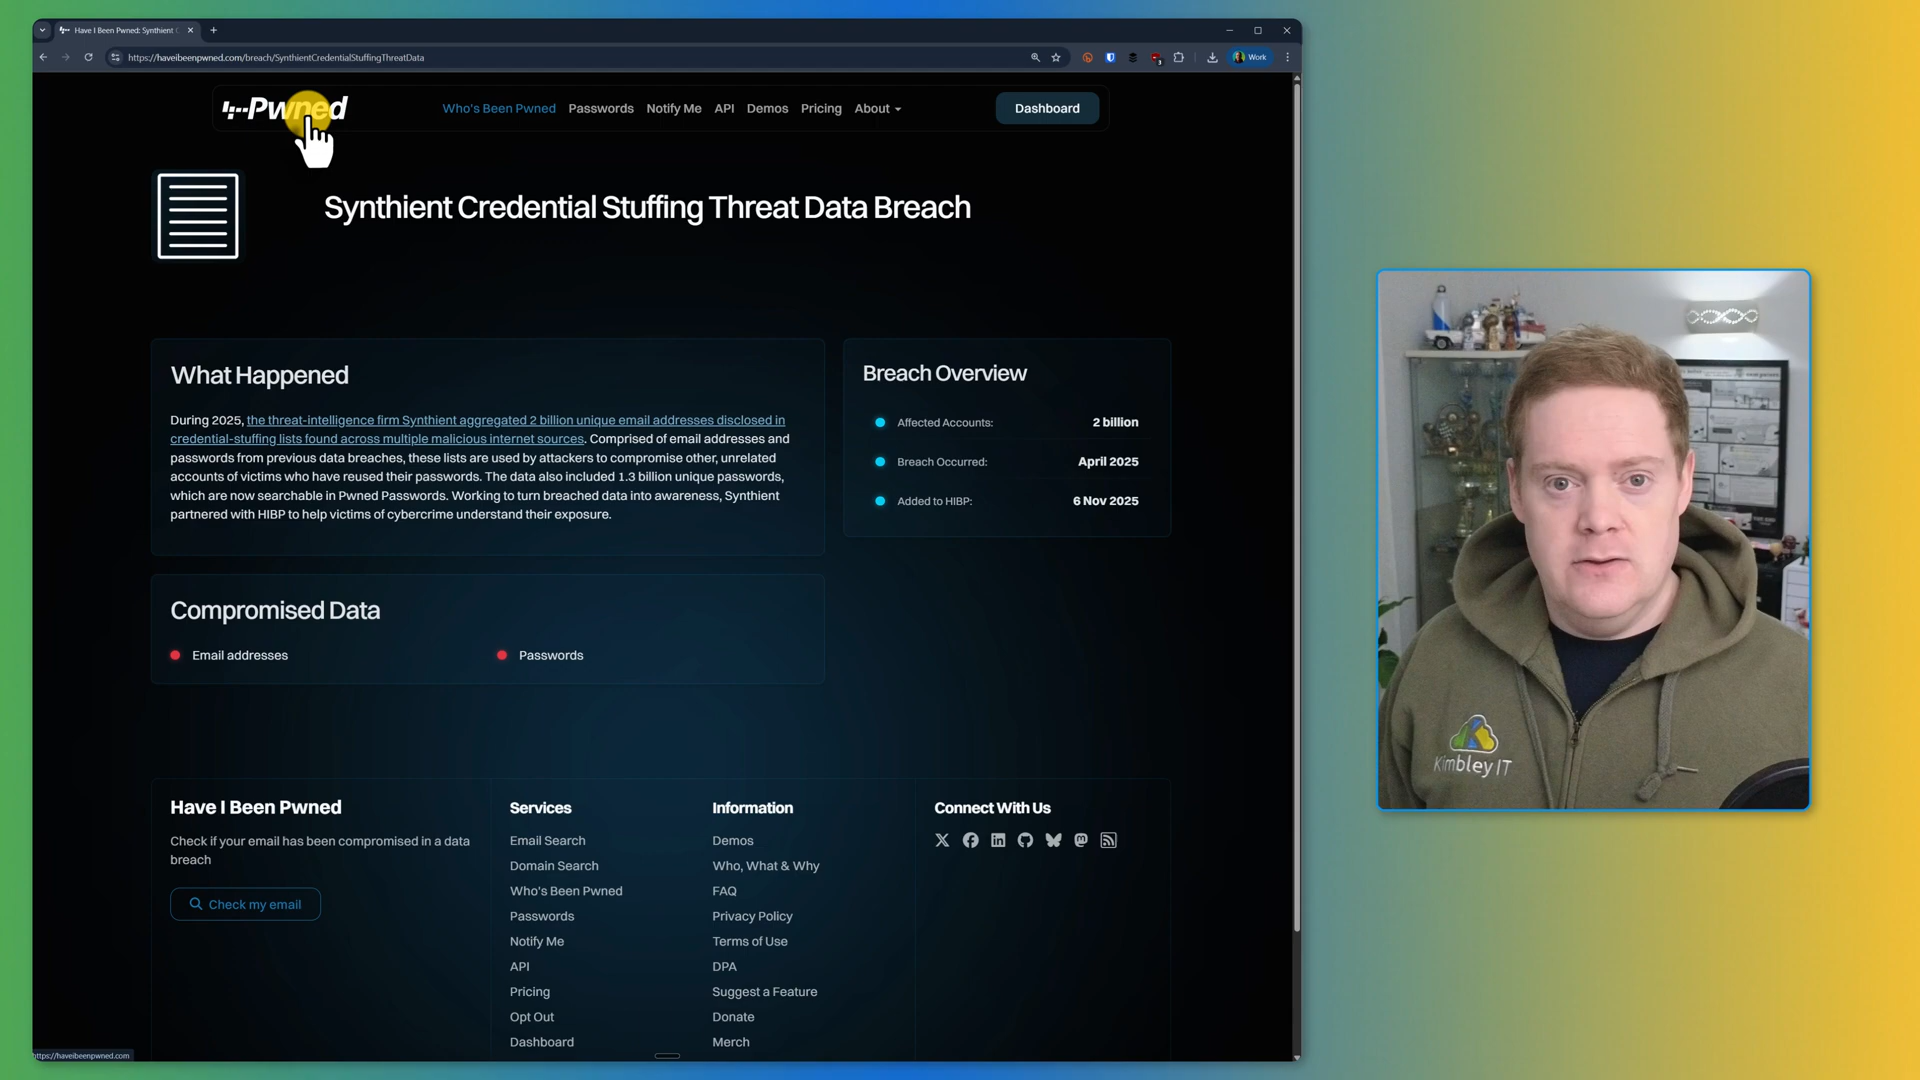 Have I Been Pwned: Synthient
https://haveibeenpwned.com/breach/SynthientCredentialStuffingThreatData
Work
Pwned
Who's Been Pwned
Passwords
Notify Me
API
Demos
Pricing
About
Dashboard
Synthient Credential Stuffing Threat Data Breach
What Happened
During 2025, the threat-intelligence firm Synthient aggregated 2 billion unique email addresses disclosed in
credential-stuffing lists found across multiple malicious internet sources. Comprised of email addresses and
passwords from previous data breaches, these lists are used by attackers to compromise other, unrelated
accounts of victims who have reused their passwords. The data also included 1.3 billion unique passwords,
which are now searchable in Pwned Passwords. Working to turn breached data into awareness, Synthient
partnered with HIBP to help victims of cybercrime understand their exposure.
Breach Overview
Affected Accounts: 2 billion
Breach Occurred: April 2025
Added to HIBP: 6 Nov 2025
Compromised Data
Email addresses
Passwords
Have I Been Pwned
Check if your email has been compromised in a data
breach
Check my email
Services
Email Search
Domain Search
Who's Been Pwned
Passwords
Notify Me
API
Pricing
Opt Out
Dashboard
Information
Demos
Who, What & Why
FAQ
Privacy Policy
Terms of Use
DPA
Suggest a Feature
Donate
Merch
Connect With Us
https://haveibeenpwned.com
Kimbley IT